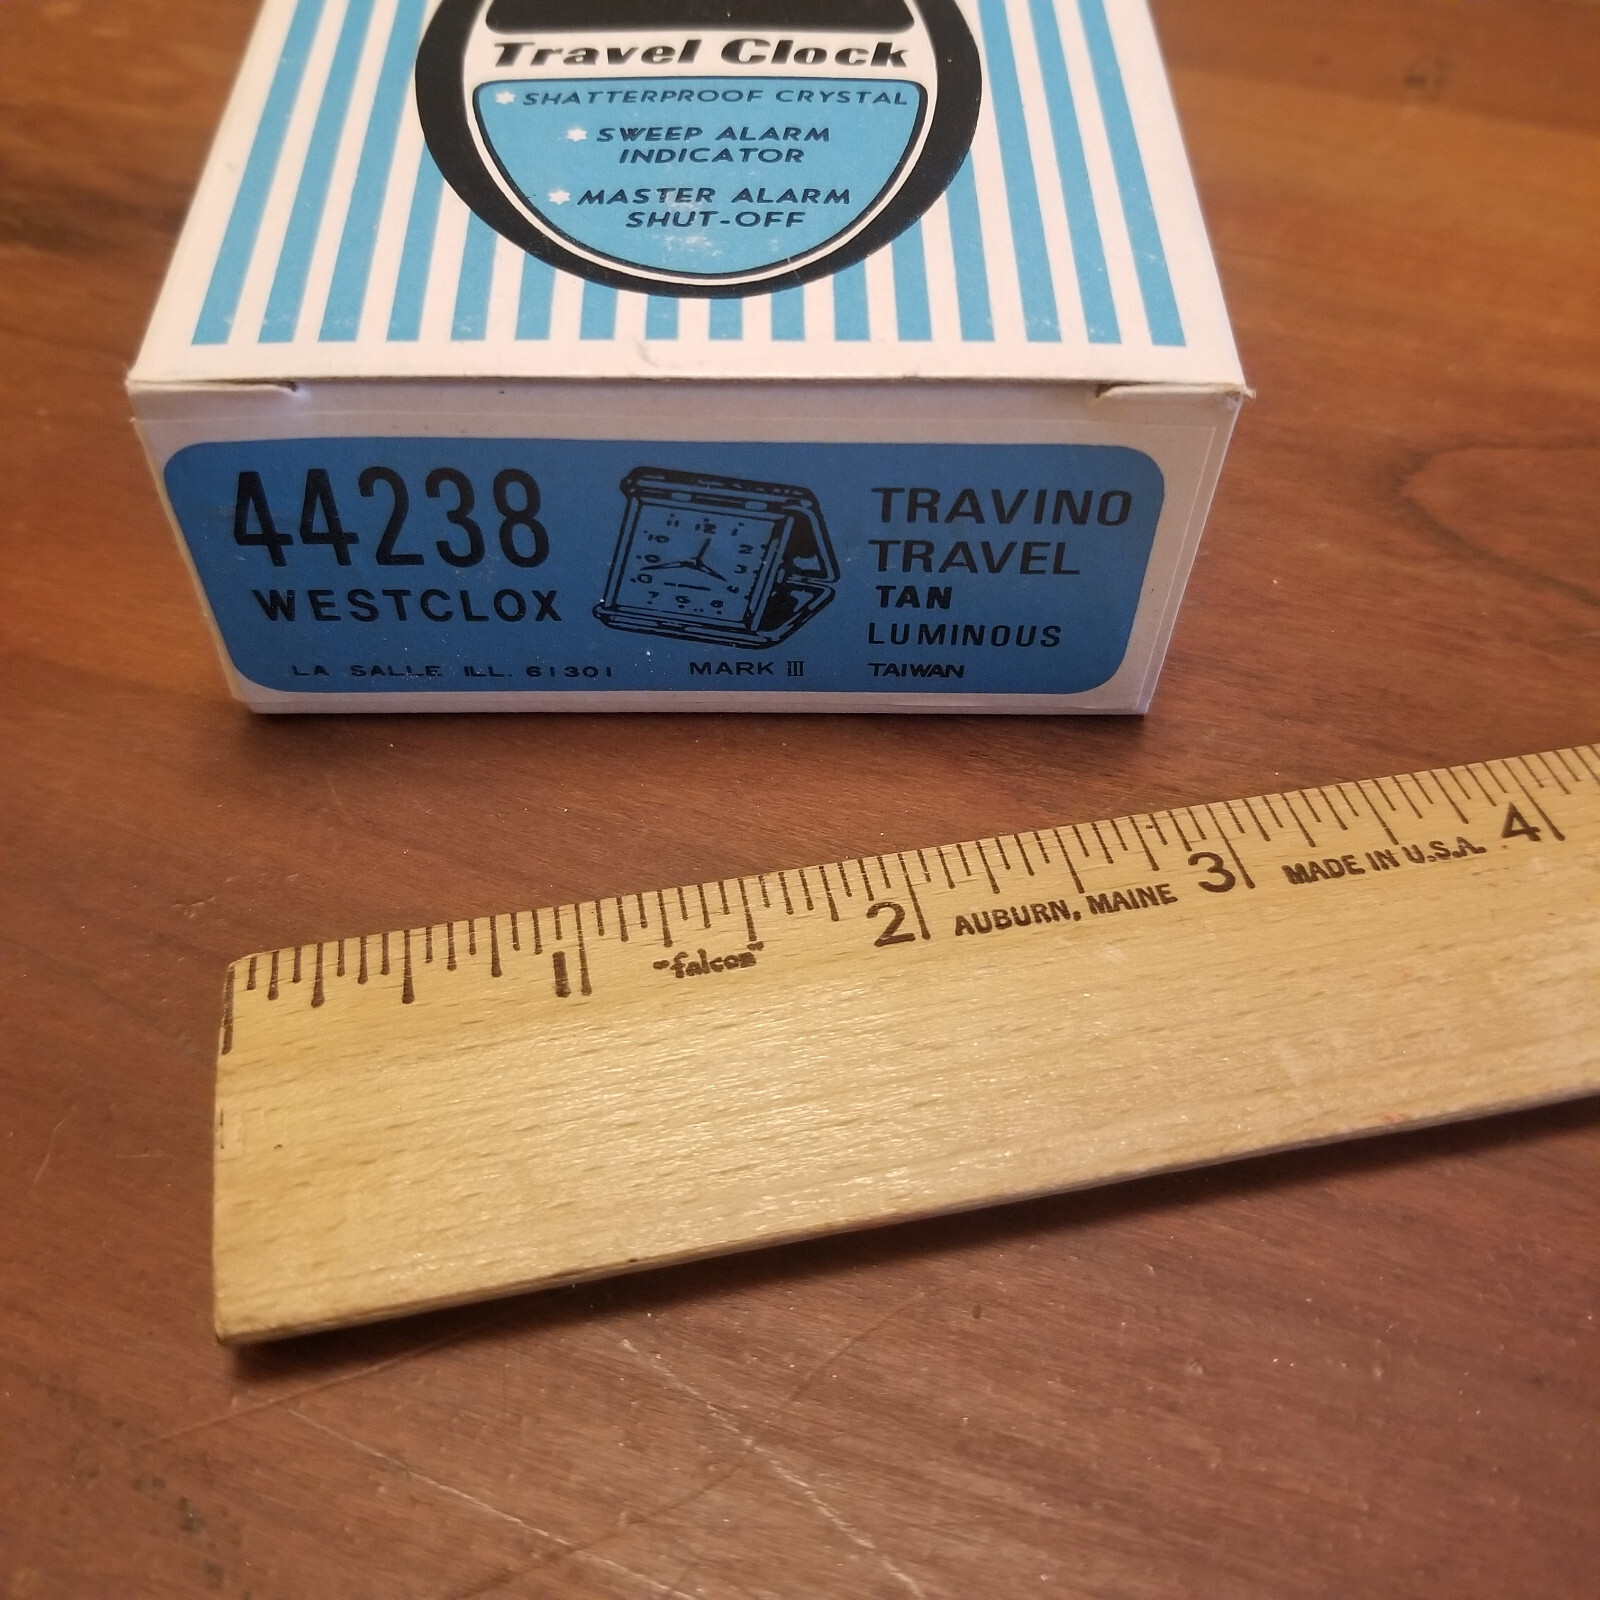 Travel Clock
SHATTERPROOF CRYSTAL
SWEEP ALARM
INDICATOR
MASTER ALARM
SHUT-OFF
44238
WESTCLOX
LA SALLE ILL. 61301
MARK III
TRAVINO
TRAVEL
TAN
LUMINOUS
TAIWAN
1 "falcon" 2 AUBURN, MAINE 3 MADE IN U.S.A. 4